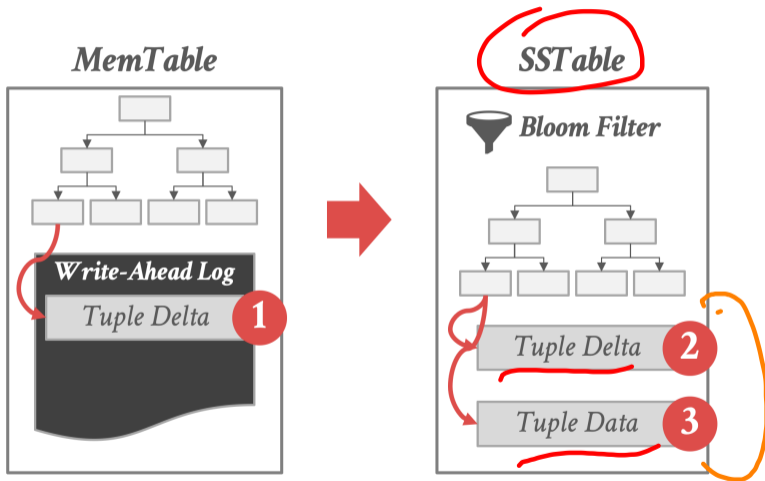 MemTable
Write-Ahead Log
Tuple Delta 1
SSTable
Bloom Filter
Tuple Delta 2
Tuple Data 3